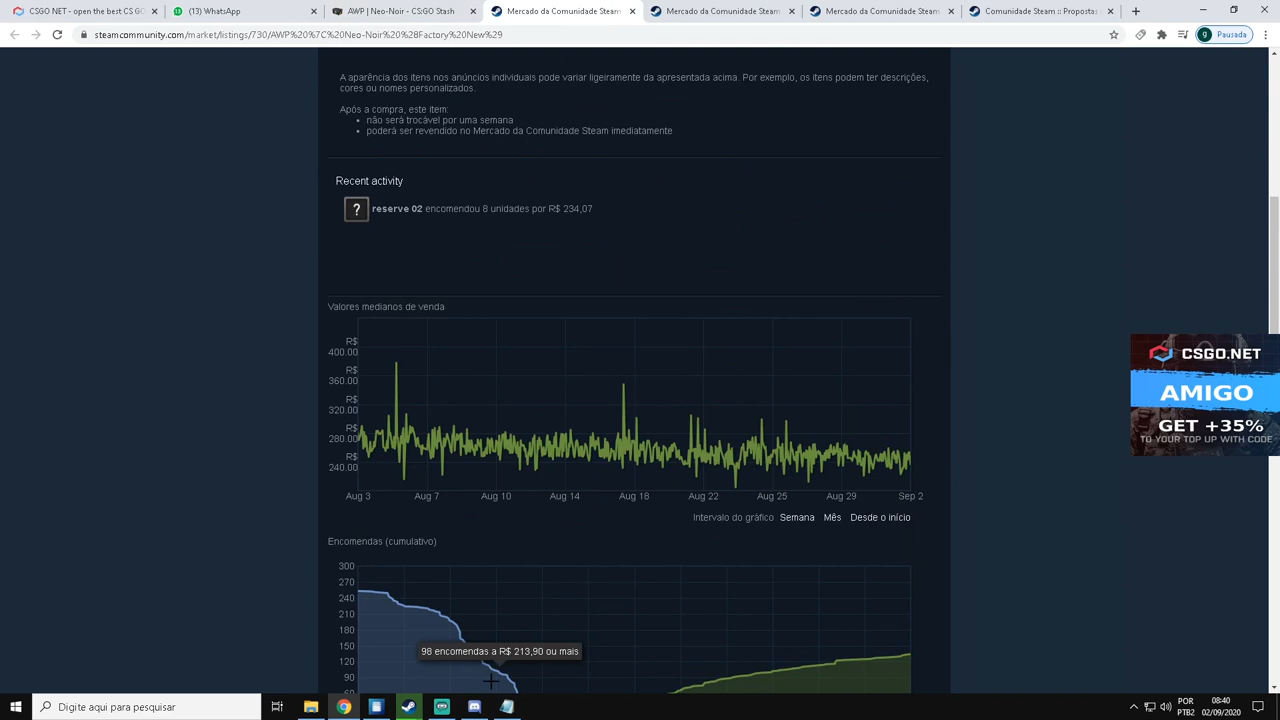 CSGO NET - open the best CS GO
(13) WhatsApp
AWP | Neo-Noir - CSGO Stash
Mercado da Comunidade Steam
Mercado da Comunidade Steam
Mercado da Comunidade Steam
Comunidade Steam :: Propostas
steamcommunity.com/market/listings/730/AWP%20%7C%20Neo-Noir%20%28Factory%20New%29
g
Pausada
A aparência dos itens nos anúncios individuais pode variar ligeiramente da apresentada acima. Por exemplo, os itens podem ter descrições,
cores ou nomes personalizados.
Após a compra, este item:
• não será trocável por uma semana
• poderá ser revendido no Mercado da Comunidade Steam imediatamente
Recent activity
? reserve 02 encomendou 8 unidades por R$ 234,07
Valores medianos de venda
R$
400.00
R$
360.00
R$
320.00
R$
280.00
R$
240.00
Aug 3 Aug 7 Aug 10 Aug 14 Aug 18 Aug 22 Aug 25 Aug 29 Sep 2
Intervalo do gráfico Semana Mês Desde o início
Encomendas (cumulativo)
300
270
240
210
180
150
120
90
60
98 encomendas a R$ 213,90 ou mais
CSGO.NET
AMIGO
GET +35%
TO YOUR TOP UP WITH CODE
Digite aqui para pesquisar
POR
PTB2
08:40
02/09/2020